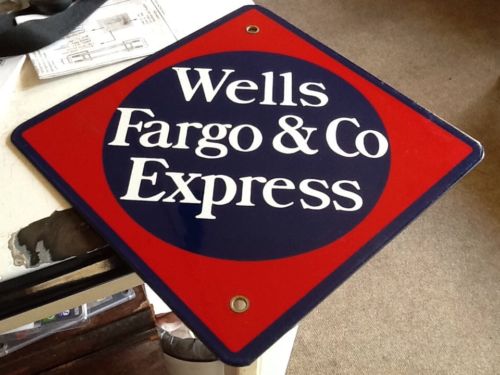 Wells
Fargo & Co
Express